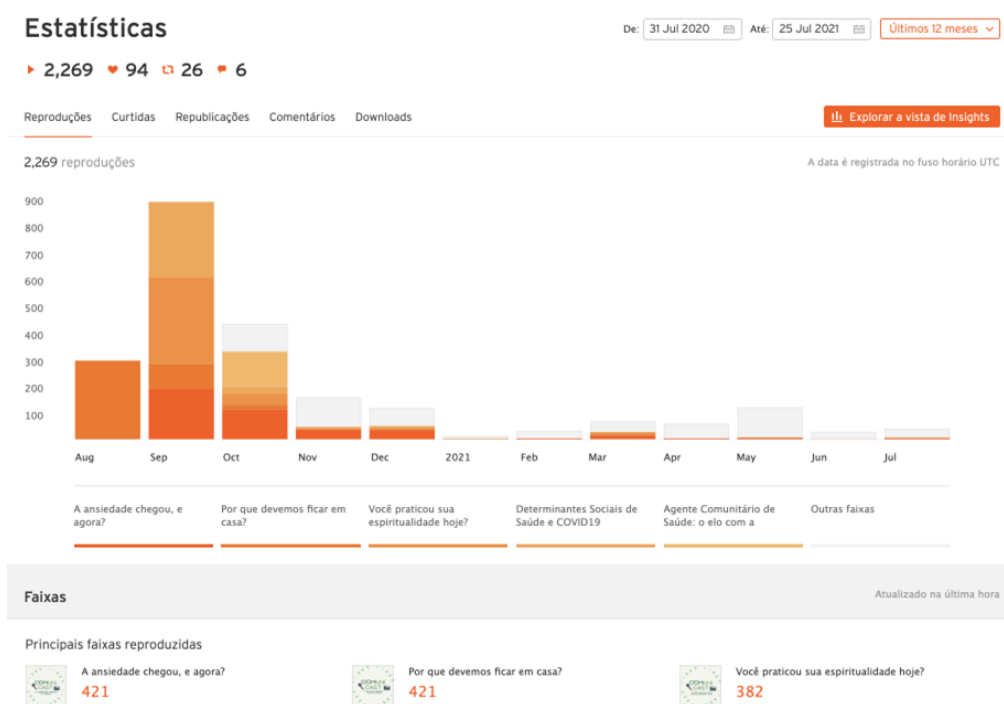 Estatísticas
De: 31 Jul 2020 Até: 25 Jul 2021 Últimos 12 meses
2,269 94 26 6
Reproduções Curtidas Republicações Comentários Downloads
Explorar a vista de Insights
2,269 reproduções
A data é registrada no fuso horário UTC
900
800
700
600
500
400
300
200
100
Aug Sep Oct Nov Dec 2021 Feb Mar Apr May Jun Jul
A ansiedade chegou, e
agora?
Por que devemos ficar em
casa?
Você praticou sua
espiritualidade hoje?
Determinantes Sociais de
Saúde e COVID19
Agente Comunitário de
Saúde: o elo com a
Outras faixas
Faixas
Atualizado na última hora
Principais faixas reproduzidas
A ansiedade chegou, e agora?
421
Por que devemos ficar em casa?
421
Você praticou sua espiritualidade hoje?
382